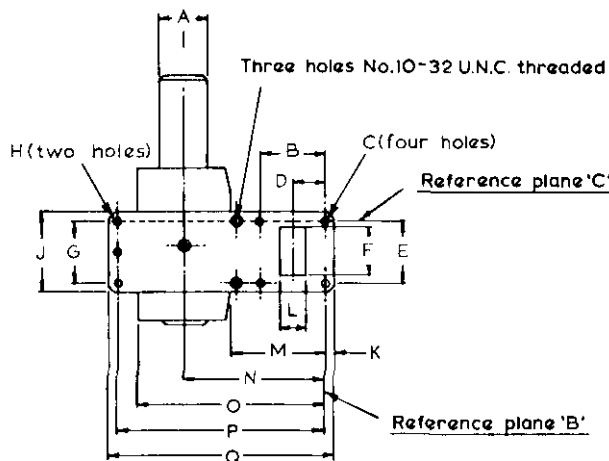 A
Three holes No.10-32 U.N.C. threaded
H(two holes)
B
C(four holes)
D
Reference plane 'C'
J
G
F
E
L
M
K
N
O
P
Reference plane 'B'
Q